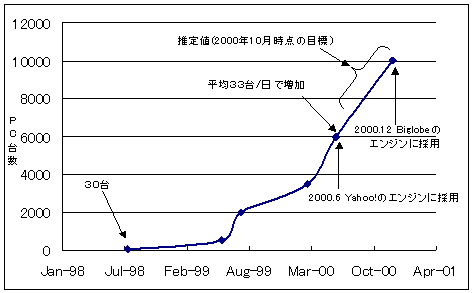 12000
10000
8000
6000
4000
2000
0
PC台数
推定値(2000年10月時点の目標)
平均33台/日で増加
30台
2000.12 Biglobeの
エンジンに採用
2000.6 Yahoo!のエンジンに採用
Jan-98 Jul-98 Feb-99 Aug-99 Mar-00 Oct-00 Apr-01